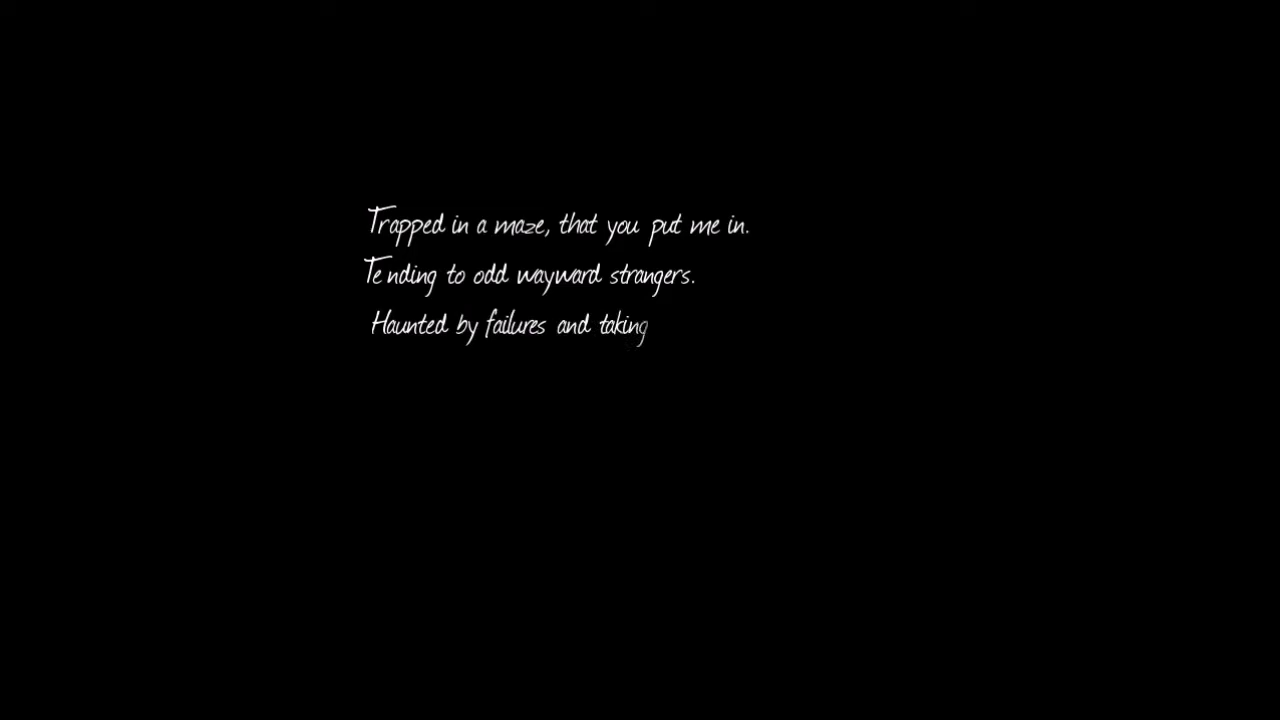 Trapped in a maze, that you put me in.
Tending to odd wayward strangers.
Haunted by failures and taking